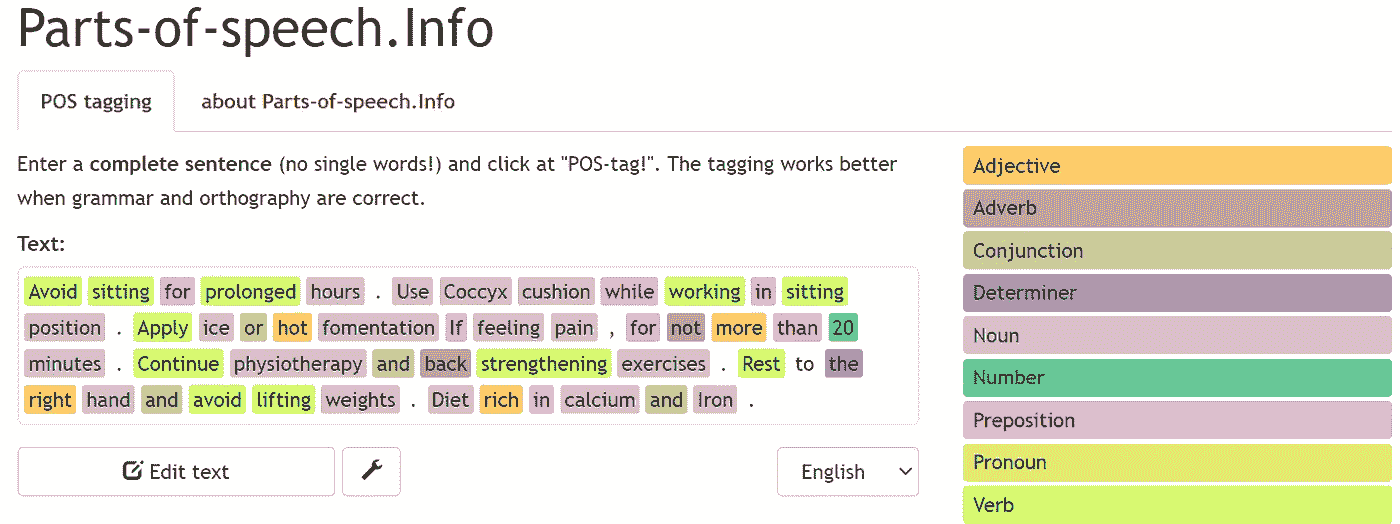 Parts-of-speech.Info
POS tagging
about Parts-of-speech.Info
Enter a complete sentence (no single words!) and click at "POS-tag!". The tagging works better
when grammar and orthography are correct.
Text:
Avoid sitting for prolonged hours . Use Coccyx cushion while working in sitting
position . Apply ice or hot fomentation If feeling pain , for not more than 20
minutes . Continue physiotherapy and back strengthening exercises . Rest to the
right hand and avoid lifting weights . Diet rich in calcium and Iron .
Edit text
English
Adjective
Adverb
Conjunction
Determiner
Noun
Number
Preposition
Pronoun
Verb